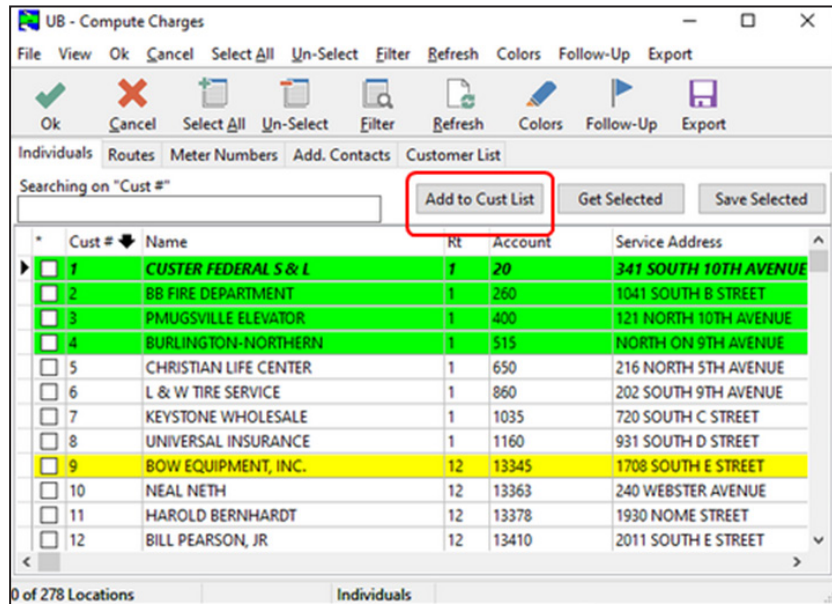 UB - Compute Charges
File View Ok Cancel Select All Un-Select Filter Refresh Colors Follow-Up Export
Ok Cancel Select All Un-Select Filter Refresh Colors Follow-Up Export
Individuals Routes Meter Numbers Add. Contacts Customer List
Searching on "Cust #"
Add to Cust List Get Selected Save Selected
* Cust # Name Rt Account Service Address
1 CUSTER FEDERAL S & L 1 20 341 SOUTH 10TH AVENUE
2 BB FIRE DEPARTMENT 1 260 1041 SOUTH B STREET
3 PMUGSVILLE ELEVATOR 1 400 121 NORTH 10TH AVENUE
4 BURLINGTON-NORTHERN 1 515 NORTH ON 9TH AVENUE
5 CHRISTIAN LIFE CENTER 1 650 216 NORTH 5TH AVENUE
6 L & W TIRE SERVICE 1 860 202 SOUTH 9TH AVENUE
7 KEYSTONE WHOLESALE 1 1035 720 SOUTH C STREET
8 UNIVERSAL INSURANCE 1 1160 931 SOUTH D STREET
9 BOW EQUIPMENT, INC. 12 13345 1708 SOUTH E STREET
10 NEAL NETH 12 13363 240 WEBSTER AVENUE
11 HAROLD BERNHARDT 12 13378 1930 NOME STREET
12 BILL PEARSON, JR 12 13410 2011 SOUTH E STREET
0 of 278 Locations Individuals